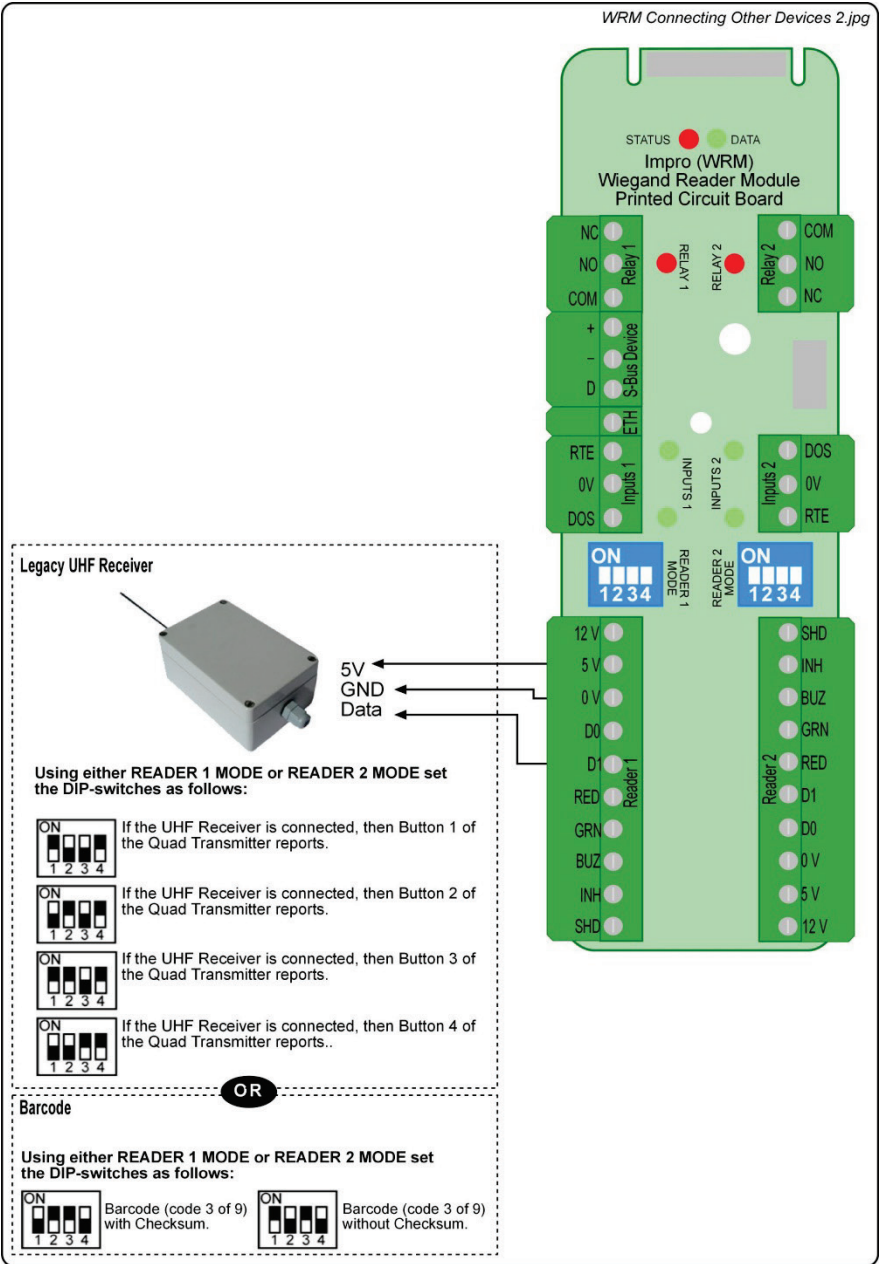 WRM Connecting Other Devices 2.jpg
STATUS DATA
Impro (WRM)
Wiegand Reader Module
Printed Circuit Board
NC
NO
COM
Relay 1
RELAY 1
RELAY 2
Relay 2
COM
NO
NC
+
–
D
S-Bus Device
ETH
RTE
0V
DOS
Inputs 1
INPUTS 1
INPUTS 2
Inputs 2
DOS
0V
RTE
ON
1 2 3 4
READER 1
MODE
READER 2
MODE
ON
1 2 3 4
12 V
5 V
0 V
D0
D1
RED
GRN
BUZ
INH
SHD
Reader 1
Reader 2
SHD
INH
BUZ
GRN
RED
D1
D0
0 V
5 V
12 V
Legacy UHF Receiver
5V
GND
Data
Using either READER 1 MODE or READER 2 MODE set
the DIP-switches as follows:
ON
1 2 3 4
If the UHF Receiver is connected, then Button 1 of
the Quad Transmitter reports.
ON
1 2 3 4
If the UHF Receiver is connected, then Button 2 of
the Quad Transmitter reports.
ON
1 2 3 4
If the UHF Receiver is connected, then Button 3 of
the Quad Transmitter reports.
ON
1 2 3 4
If the UHF Receiver is connected, then Button 4 of
the Quad Transmitter reports..
OR
Barcode
Using either READER 1 MODE or READER 2 MODE set
the DIP-switches as follows:
ON
1 2 3 4
Barcode (code 3 of 9)
with Checksum.
ON
1 2 3 4
Barcode (code 3 of 9)
without Checksum.